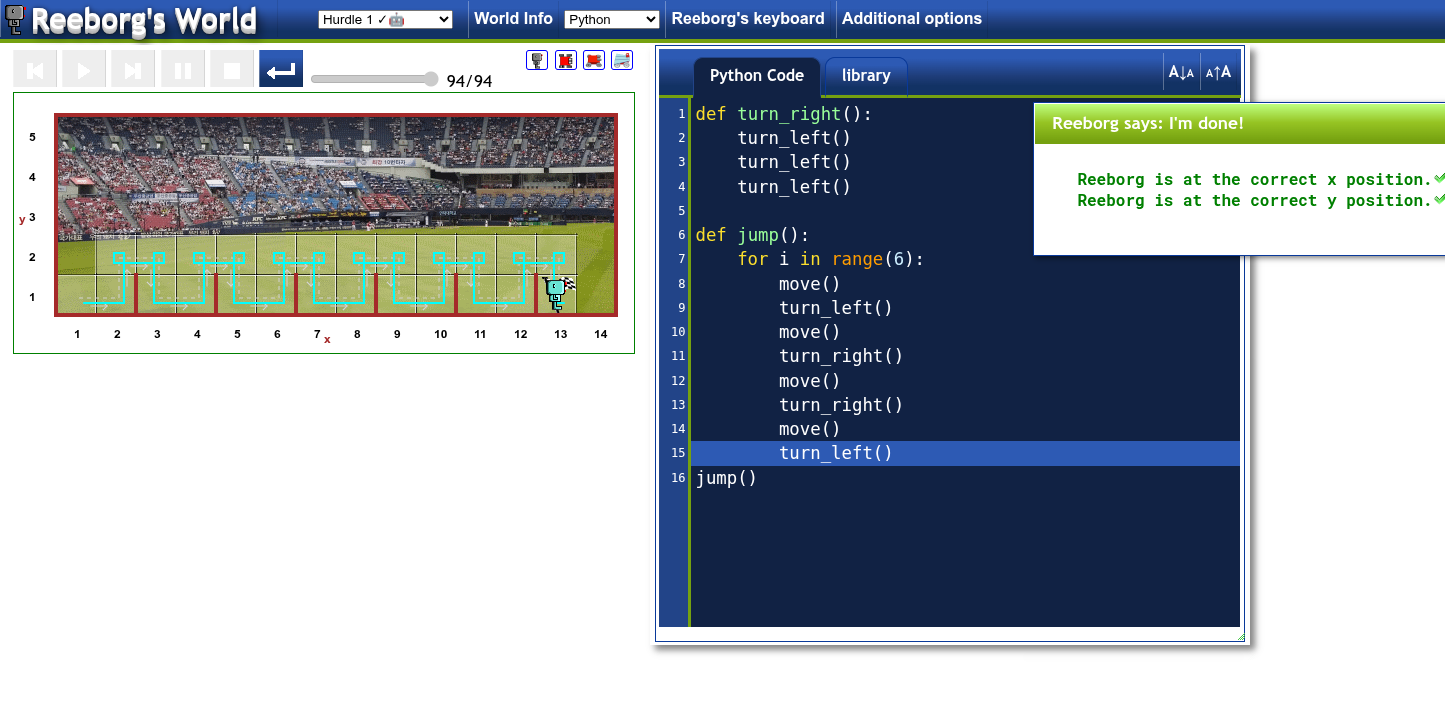 Reeborg's World
Hurdle 1 ✓🤖
World Info
Python
Reeborg's keyboard
Additional options
94/94
5
4
y 3
2
1
1 2 3 4 5 6 7 x 8 9 10 11 12 13 14
Python Code
library
A↓A
A↑A
1 def turn_right():
2     turn_left()
3     turn_left()
4     turn_left()
5
6 def jump():
7     for i in range(6):
8         move()
9         turn_left()
10         move()
11         turn_right()
12         move()
13         turn_right()
14         move()
15         turn_left()
16 jump()
Reeborg says: I'm done!
Reeborg is at the correct x position.
Reeborg is at the correct y position.